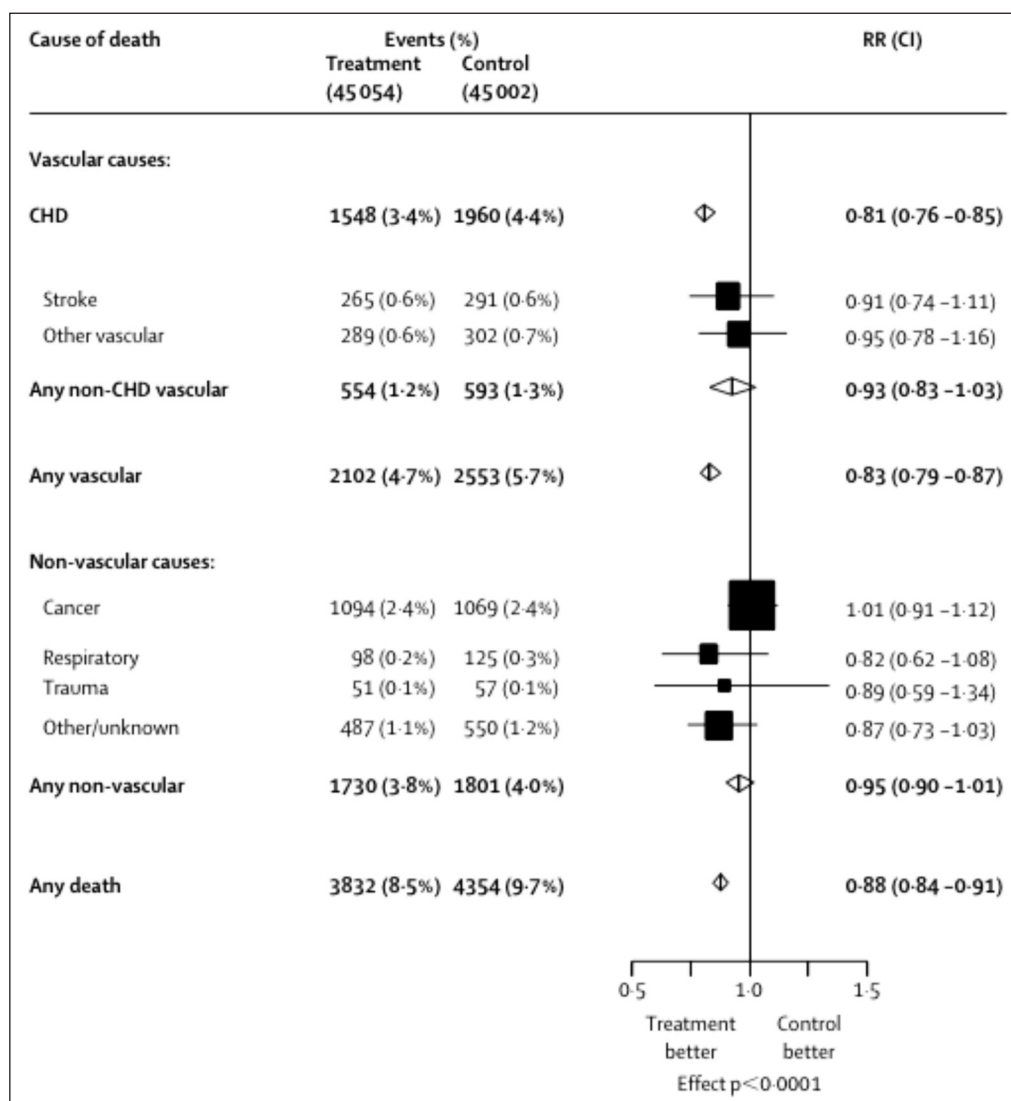 Cause of death Events (%) RR (CI)
Treatment Control
(45 054) (45 002)
Vascular causes:
CHD 1548 (3·4%) 1960 (4·4%) 0·81 (0·76 –0·85)
Stroke 265 (0·6%) 291 (0·6%) 0·91 (0·74 –1·11)
Other vascular 289 (0·6%) 302 (0·7%) 0·95 (0·78 –1·16)
Any non-CHD vascular 554 (1·2%) 593 (1·3%) 0·93 (0·83 –1·03)
Any vascular 2102 (4·7%) 2553 (5·7%) 0·83 (0·79 –0·87)
Non-vascular causes:
Cancer 1094 (2·4%) 1069 (2·4%) 1·01 (0·91 –1·12)
Respiratory 98 (0·2%) 125 (0·3%) 0·82 (0·62 –1·08)
Trauma 51 (0·1%) 57 (0·1%) 0·89 (0·59 –1·34)
Other/unknown 487 (1·1%) 550 (1·2%) 0·87 (0·73 –1·03)
Any non-vascular 1730 (3·8%) 1801 (4·0%) 0·95 (0·90 –1·01)
Any death 3832 (8·5%) 4354 (9·7%) 0·88 (0·84 –0·91)
0·5 1·0 1·5
Treatment Control
better better
Effect p<0·0001